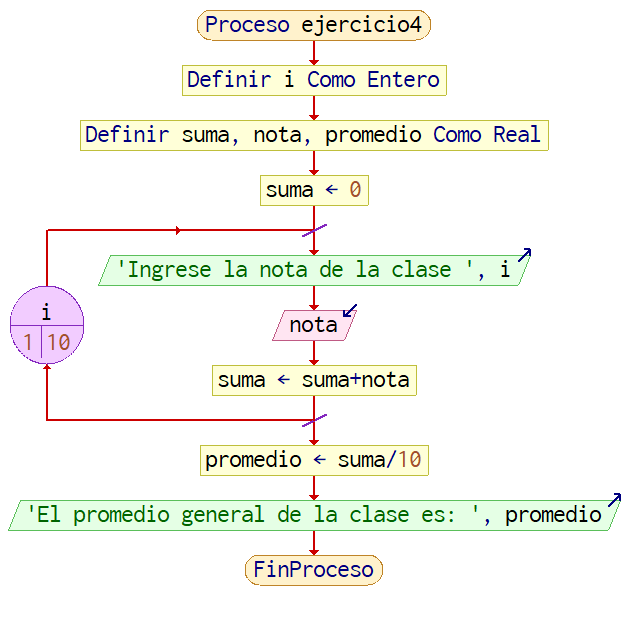 Proceso ejercicio4
Definir i Como Entero
Definir suma, nota, promedio Como Real
suma ← 0
'Ingrese la nota de la clase ', i
i
1 10
nota
suma ← suma+nota
promedio ← suma/10
'El promedio general de la clase es: ', promedio
FinProceso